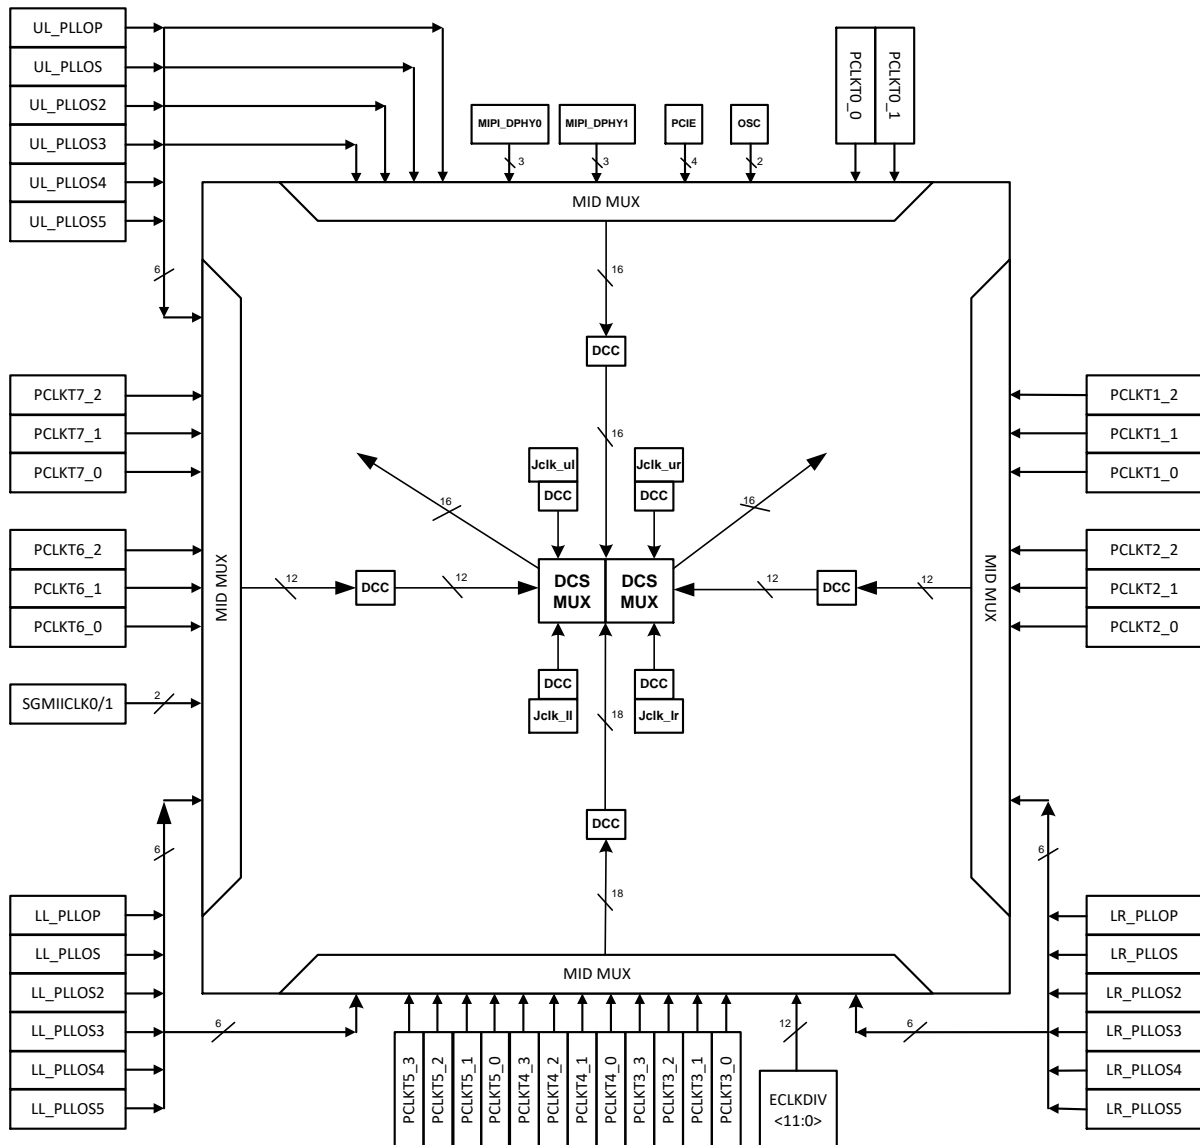 UL_PLLOP
UL_PLLOS
UL_PLLOS2
UL_PLLOS3
UL_PLLOS4
UL_PLLOS5
6
MIPI_DPHY0
3
MIPI_DPHY1
3
PCIE
4
OSC
2
PCLKT0_0
PCLKT0_1
MID MUX
16
DCC
16
PCLKT7_2
PCLKT7_1
PCLKT7_0
PCLKT6_2
PCLKT6_1
PCLKT6_0
SGMIICLK0/1
2
MID MUX
12
DCC
12
16
Jclk_ul
DCC
Jclk_ur
DCC
16
DCS
MUX
DCS
MUX
12
DCC
12
MID MUX
PCLKT1_2
PCLKT1_1
PCLKT1_0
PCLKT2_2
PCLKT2_1
PCLKT2_0
DCC
Jclk_ll
DCC
Jclk_lr
18
DCC
18
MID MUX
6
LL_PLLOP
LL_PLLOS
LL_PLLOS2
LL_PLLOS3
LL_PLLOS4
LL_PLLOS5
6
PCLKT5_3
PCLKT5_2
PCLKT5_1
PCLKT5_0
PCLKT4_3
PCLKT4_2
PCLKT4_1
PCLKT4_0
PCLKT3_3
PCLKT3_2
PCLKT3_1
PCLKT3_0
12
ECLKDIV
<11:0>
6
6
LR_PLLOP
LR_PLLOS
LR_PLLOS2
LR_PLLOS3
LR_PLLOS4
LR_PLLOS5